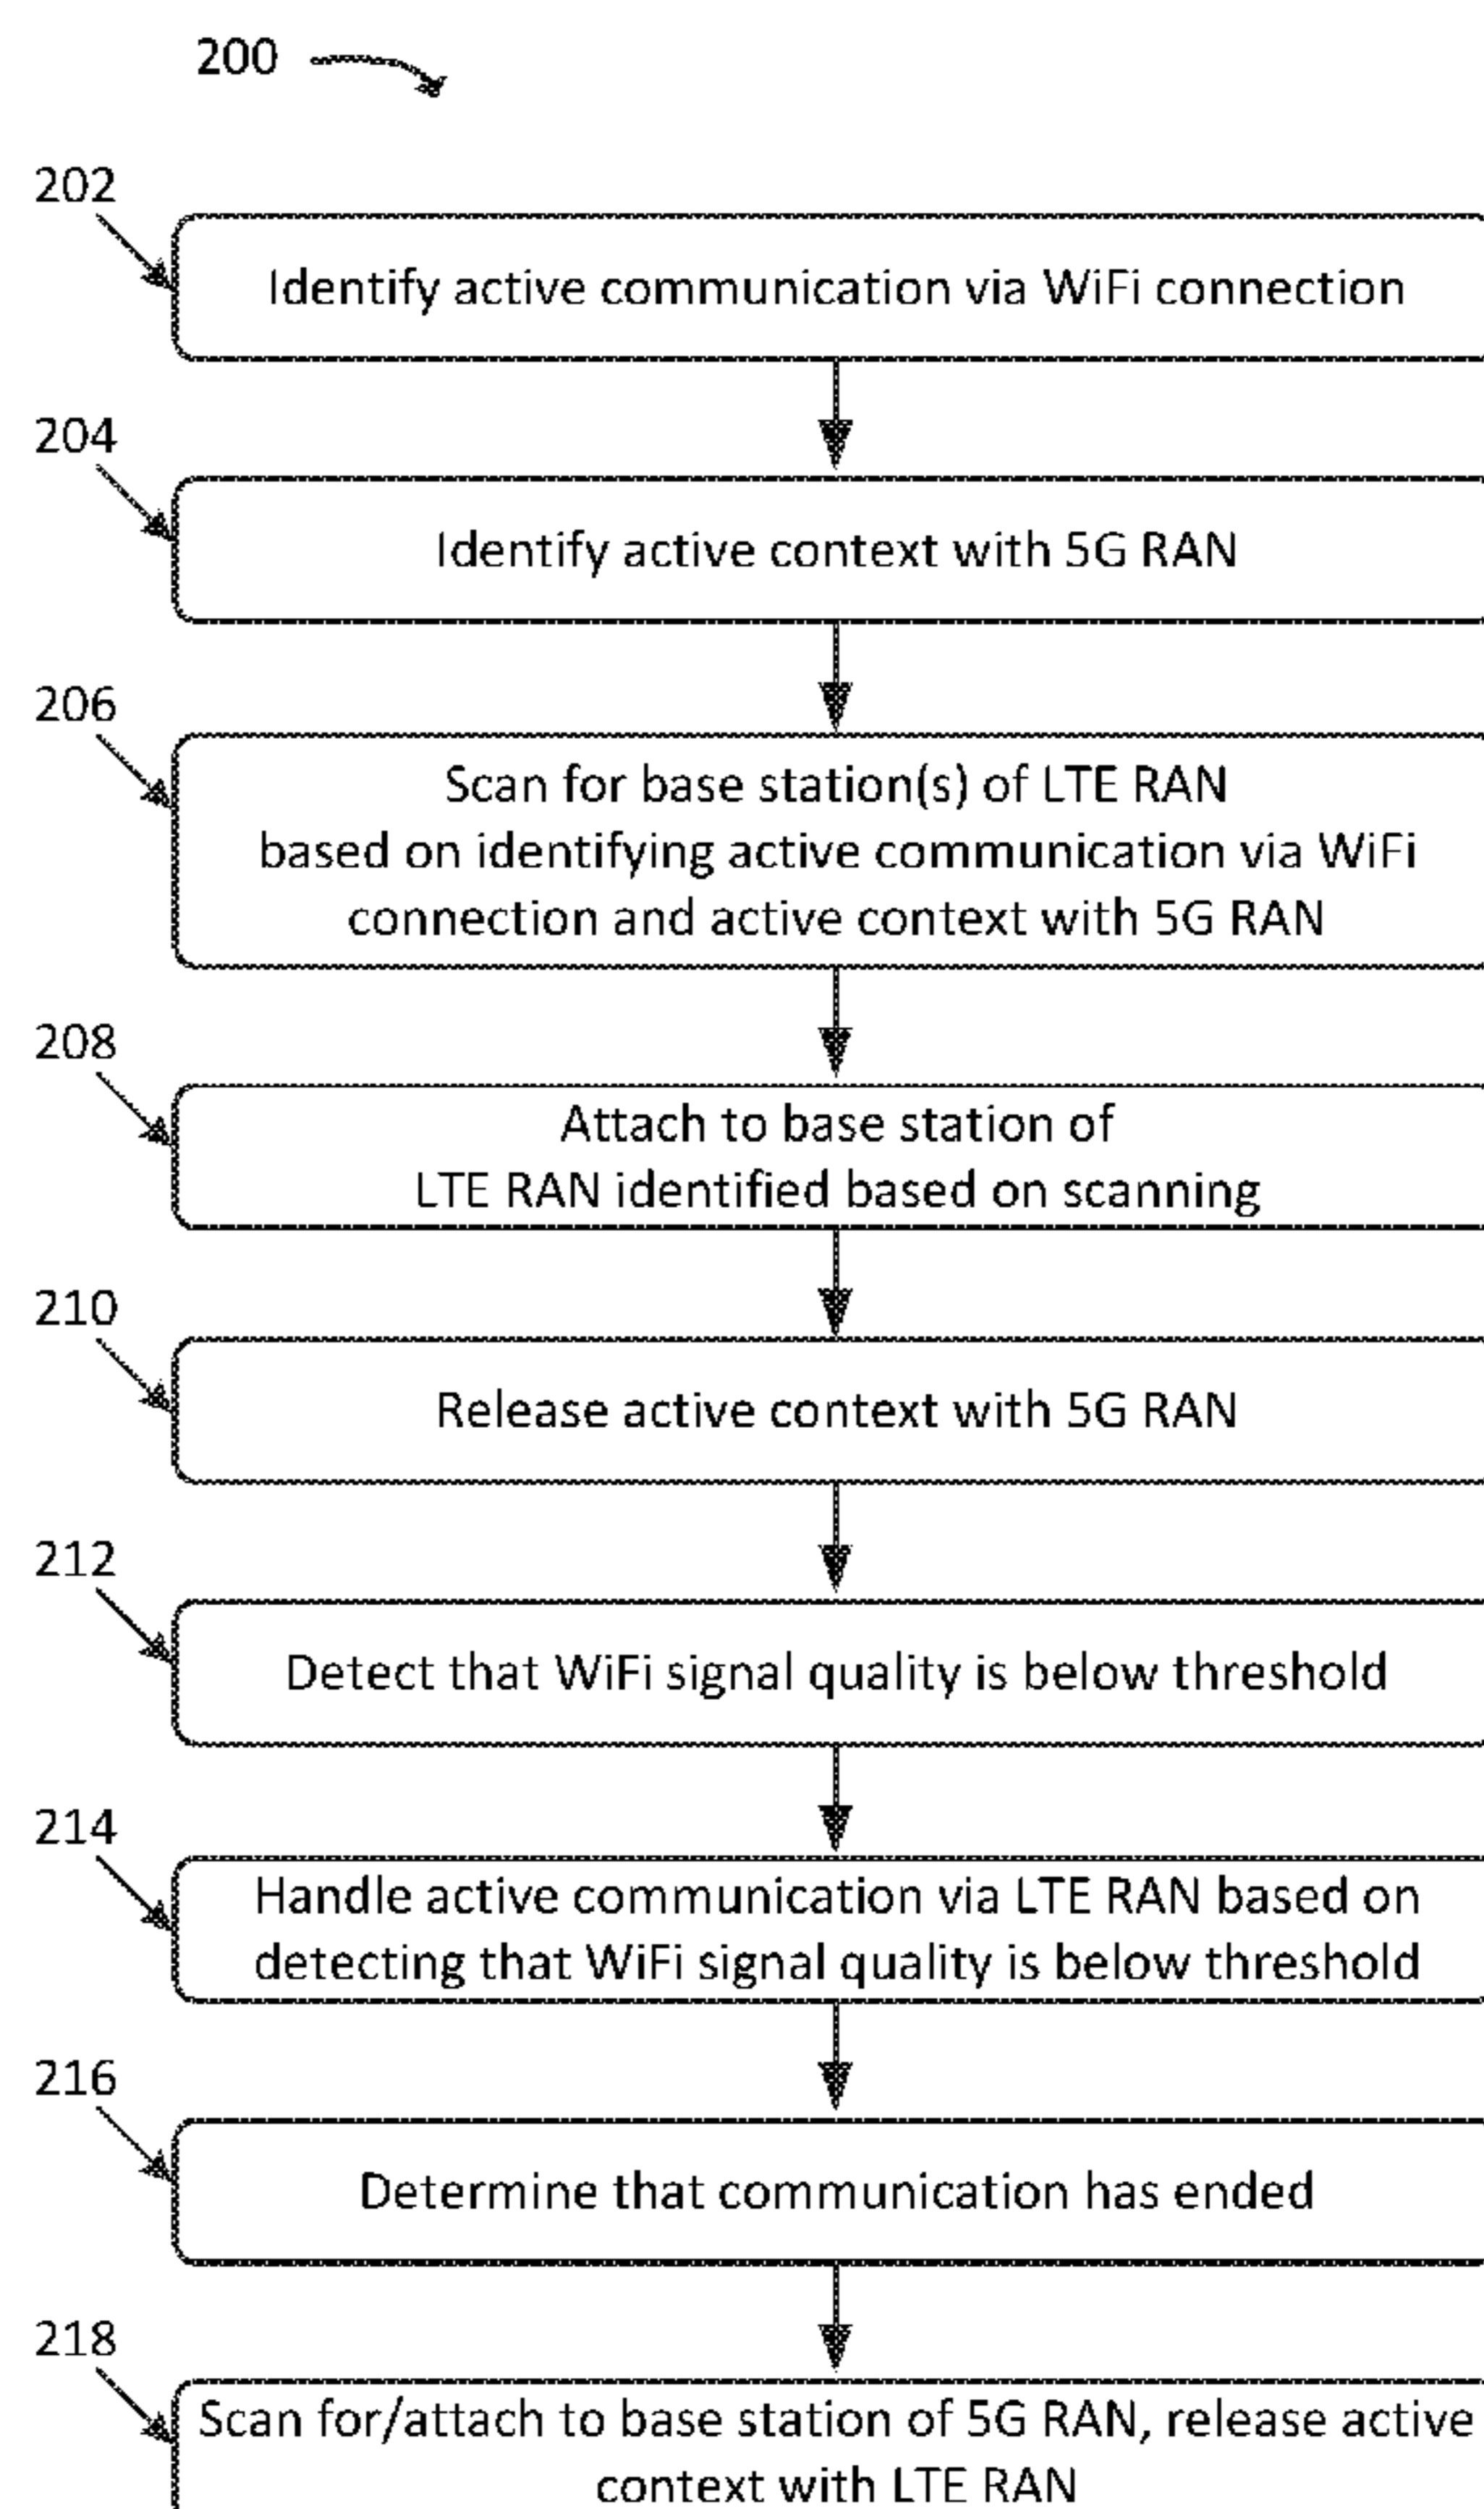 200
202
Identify active communication via WiFi connection
204
Identify active context with 5G RAN
206
Scan for base station(s) of LTE RAN
based on identifying active communication via WiFi
connection and active context with 5G RAN
208
Attach to base station of
LTE RAN identified based on scanning
210
Release active context with 5G RAN
212
Detect that WiFi signal quality is below threshold
214
Handle active communication via LTE RAN based on
detecting that WiFi signal quality is below threshold
216
Determine that communication has ended
218
Scan for/attach to base station of 5G RAN, release active
context with LTE RAN